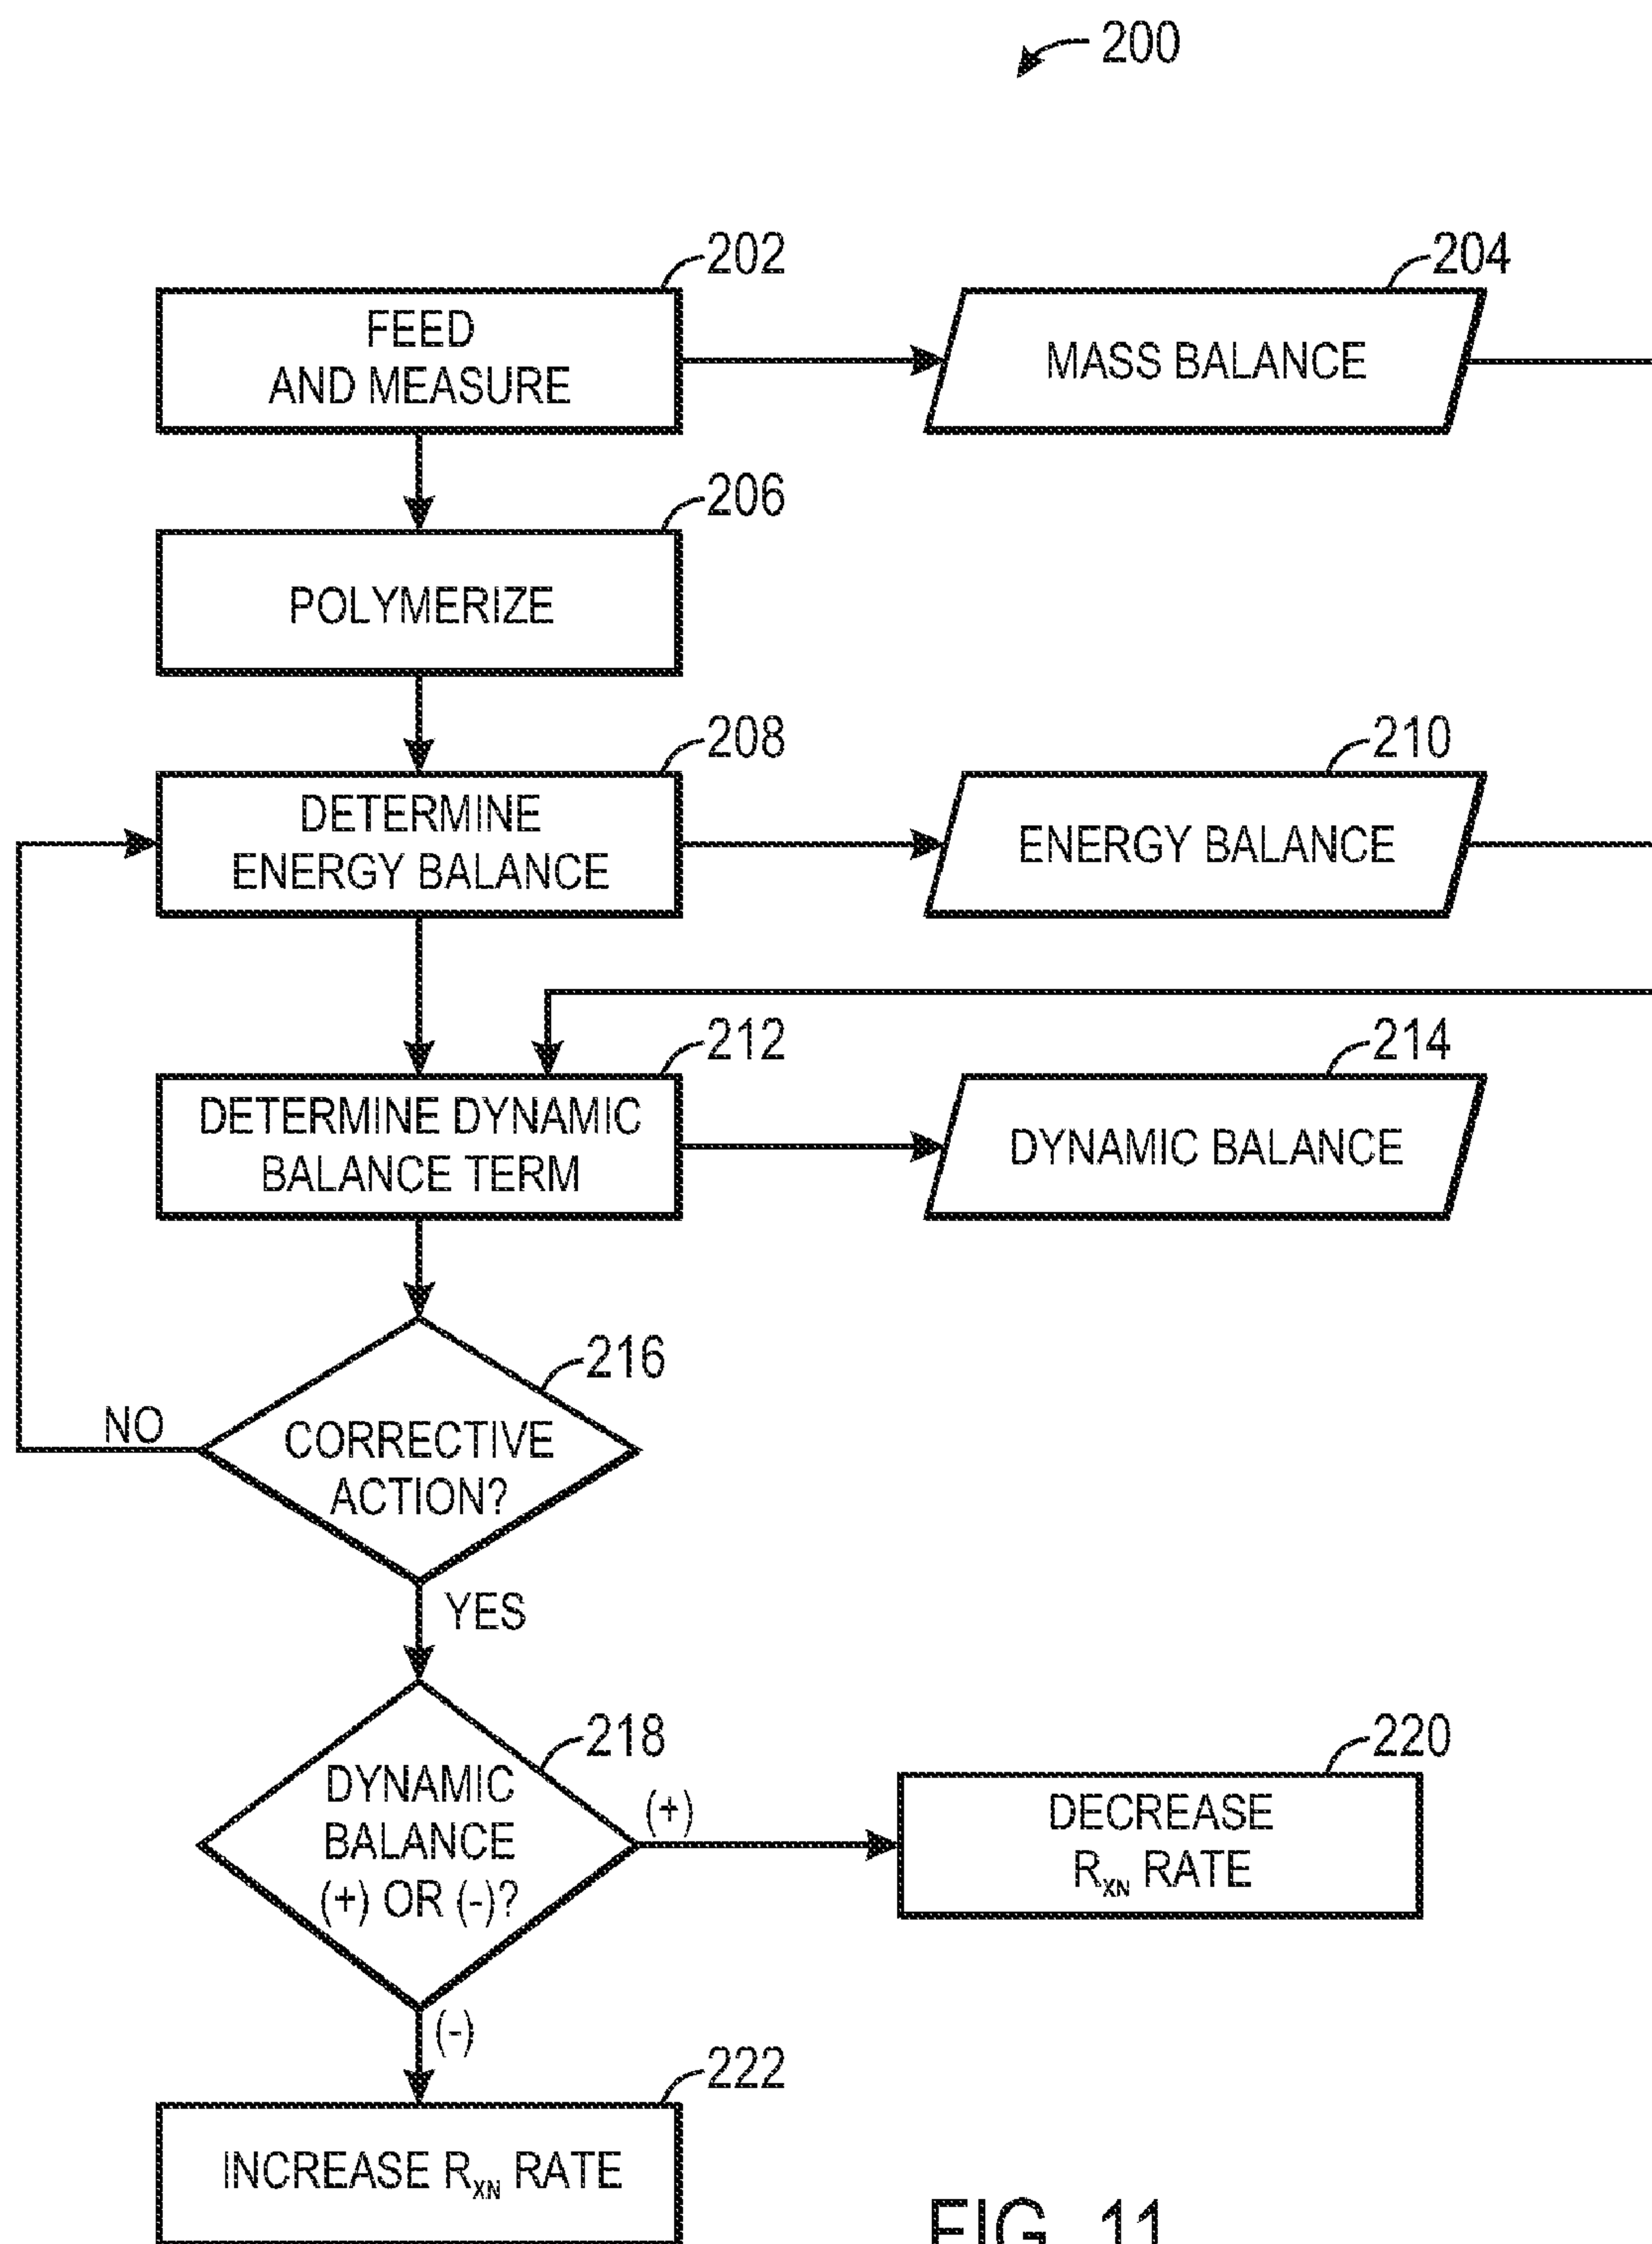 200
202
FEED
AND MEASURE
204
MASS BALANCE
206
POLYMERIZE
208
DETERMINE
ENERGY BALANCE
210
ENERGY BALANCE
212
DETERMINE DYNAMIC
BALANCE TERM
214
DYNAMIC BALANCE
216
CORRECTIVE
ACTION?
NO
YES
218
DYNAMIC
BALANCE
(+) OR (-)?
(+)
220
DECREASE
RXN RATE
(-)
222
INCREASE RXN RATE
FIG. 11